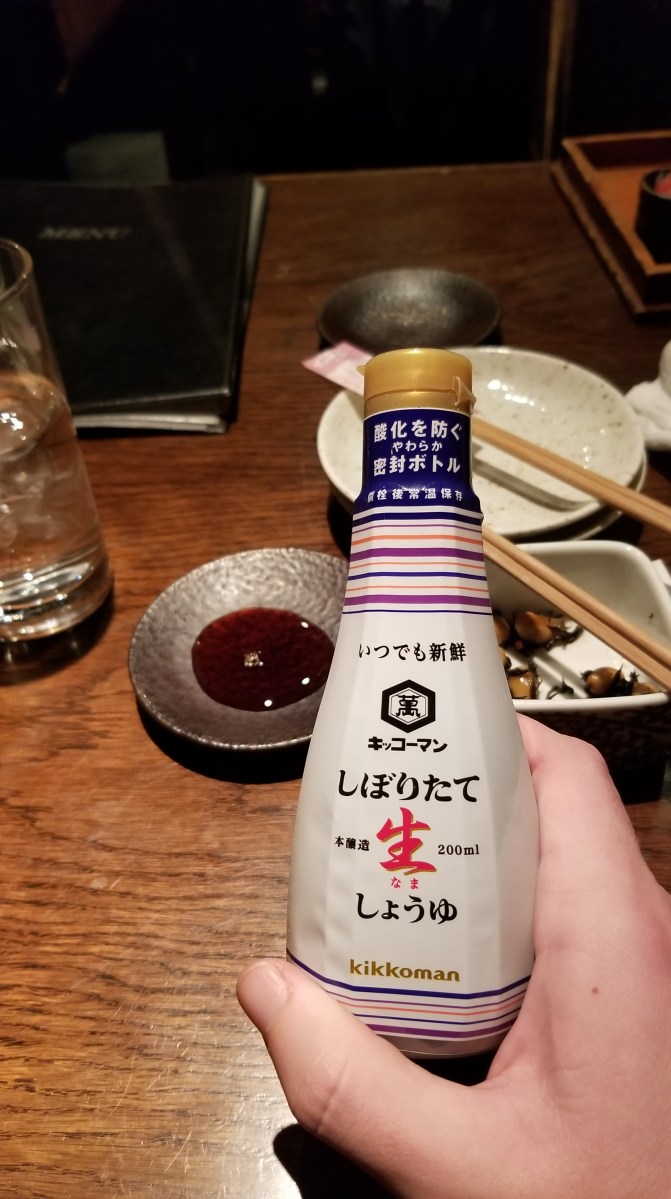 MENU
酸化を防ぐ
やわらか
密封ボトル
開栓後常温保存
いつでも新鮮
萬
キッコーマン
しぼりたて
本醸造 生 200ml
なま
しょうゆ
kikkoman